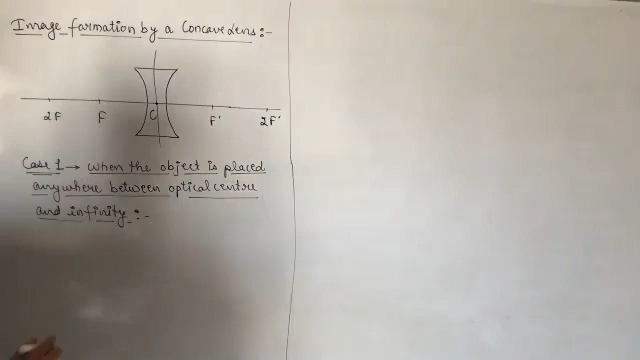 Image formation by a Concave Lens:-
2F F C F' 2F'
Case 1 → When the object is placed
anywhere between optical centre
and infinity:-